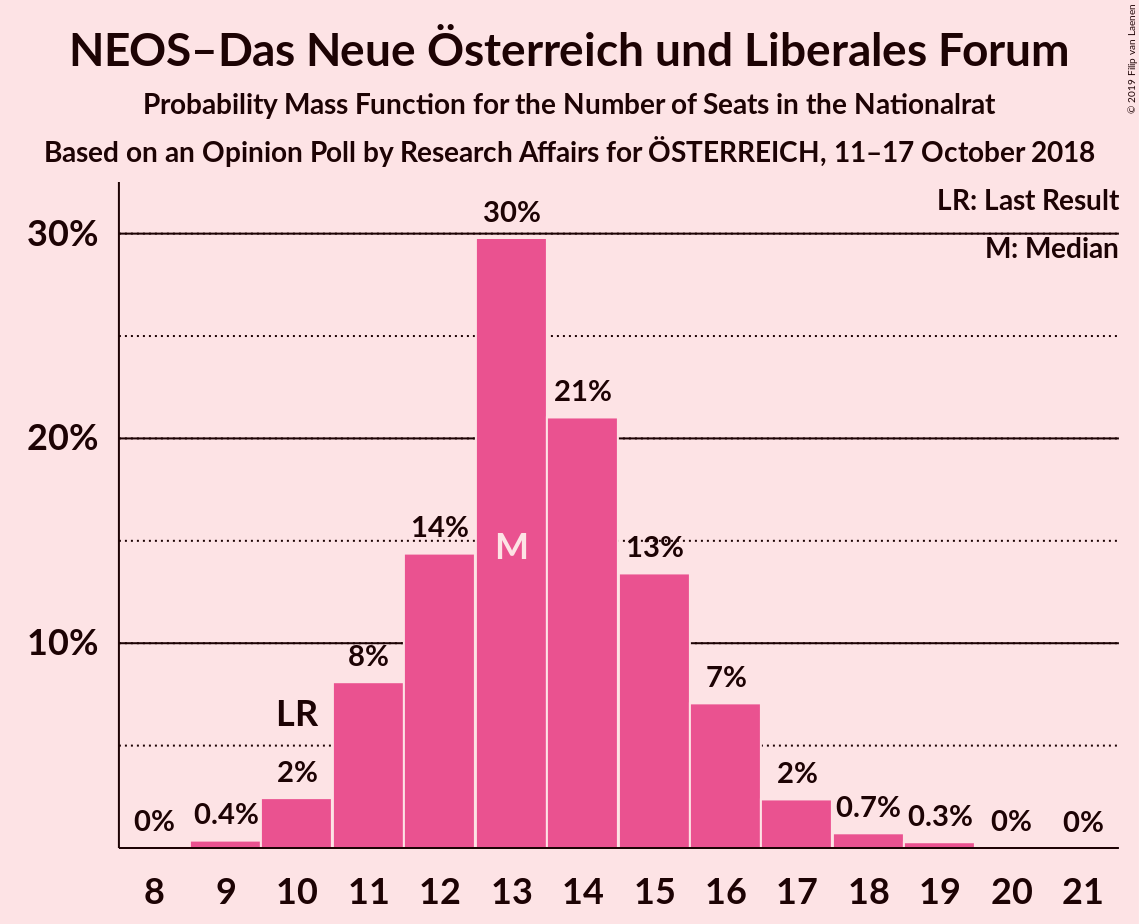 NEOS–Das Neue Österreich und Liberales Forum
Probability Mass Function for the Number of Seats in the Nationalrat
Based on an Opinion Poll by Research Affairs for ÖSTERREICH, 11–17 October 2018
© 2019 Filip van Laenen
LR: Last Result
M: Median
30%
20%
10%
0%
0.4%
2%
LR
8%
14%
30%
M
21%
13%
7%
2%
0.7%
0.3%
0%
0%
8 9 10 11 12 13 14 15 16 17 18 19 20 21